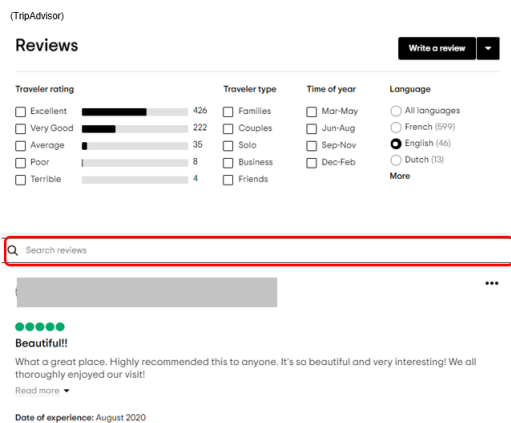 (TripAdvisor)
Reviews
Write a review
Traveler rating
Excellent 426
Very Good 222
Average 35
Poor 8
Terrible 4
Traveler type
Families
Couples
Solo
Business
Friends
Time of year
Mar-May
Jun-Aug
Sep-Nov
Dec-Feb
Language
All languages
French (599)
English (46)
Dutch (13)
More
Search reviews
Beautiful!!
What a great place. Highly recommended this to anyone. It's so beautiful and very interesting! We all
thoroughly enjoyed our visit!
Read more
Date of experience: August 2020